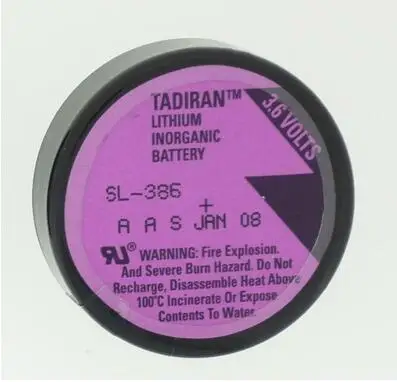 TADIRAN™
3.6 VOLTS
LITHIUM
INORGANIC
BATTERY
SL-386
+
A A S JAN 08
WARNING: Fire Explosion.
And Severe Burn Hazard. Do Not
Recharge, Disassemble Heat Above
100°C Incinerate Or Expose
Contents To Water.